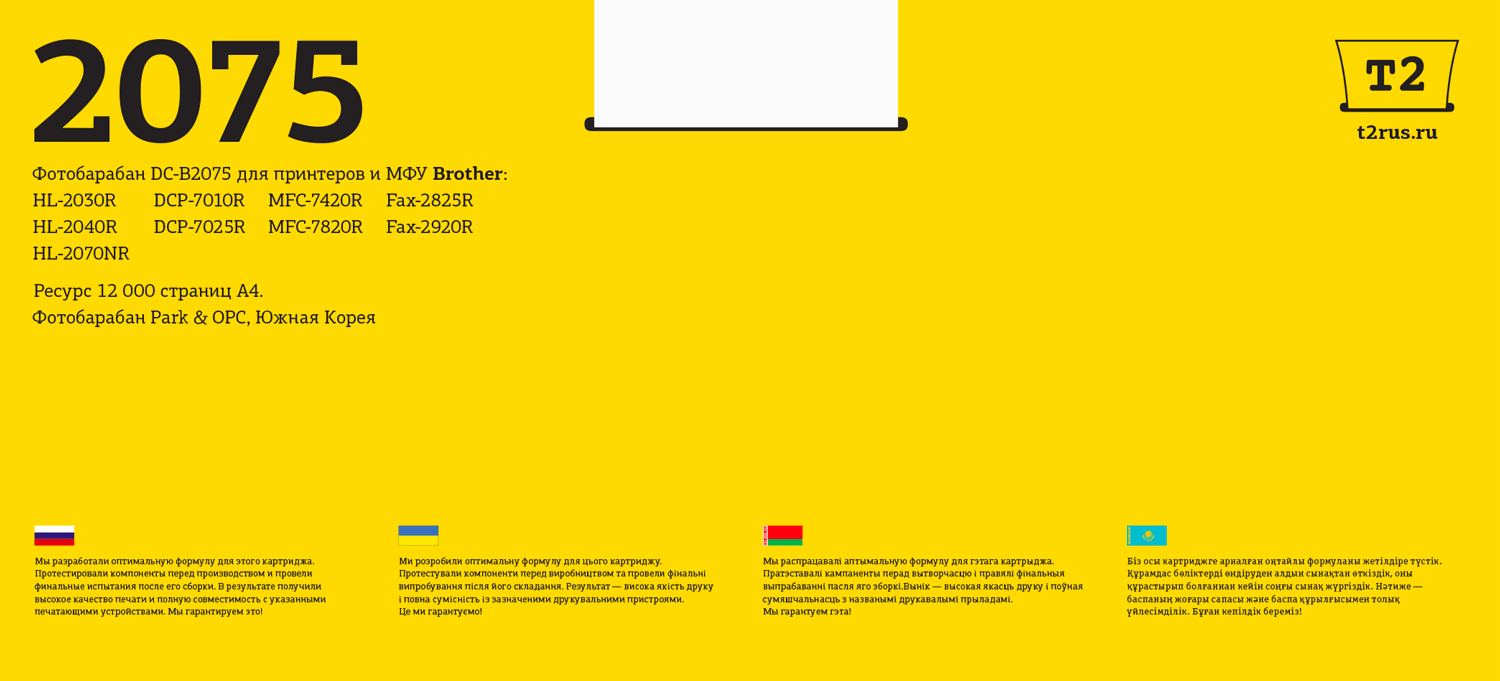 2075
T2
t2rus.ru
Фотобарабан DC-B2075 для принтеров и МФУ Brother:
HL-2030R DCP-7010R MFC-7420R Fax-2825R
HL-2040R DCP-7025R MFC-7820R Fax-2920R
HL-2070NR
Ресурс 12 000 страниц А4.
Фотобарабан Park & OPC, Южная Корея
Мы разработали оптимальную формулу для этого картриджа.
Протестировали компоненты перед производством и провели
финальные испытания после его сборки. В результате получили
высокое качество печати и полную совместимость с указанными
печатающими устройствами. Мы гарантируем это!
Ми розробили оптимальну формулу для цього картриджу.
Протестували компоненти перед виробництвом та провели фінальні
випробування після його складання. Результат — висока якість друку
і повна сумісність із зазначеними друкувальними пристроями.
Це ми гарантуємо!
Мы распрацавалі аптымальную формулу для гэтага картрыджа.
Пратэставалі кампаненты перад вытворчасцю і правялі фінальныя
выпрабаванні пасля яго зборкі.Вынік — высокая якасць друку і поўная
сумяшчальнасць з названымі друкавалымі прыладамі.
Мы гарантуем гэта!
Біз осы картриджге арналған оңтайлы формуланы жетілдіре түстік.
Құрамдас бөліктерді өндіруден алдын сынақтан өткіздік, оны
құрастырып болғаннан кейін соңғы сынақ жүргіздік. Нәтиже —
баспаның жоғары сапасы және баспа құрылғысымен толық
үйлесімділік. Бұған кепілдік береміз!